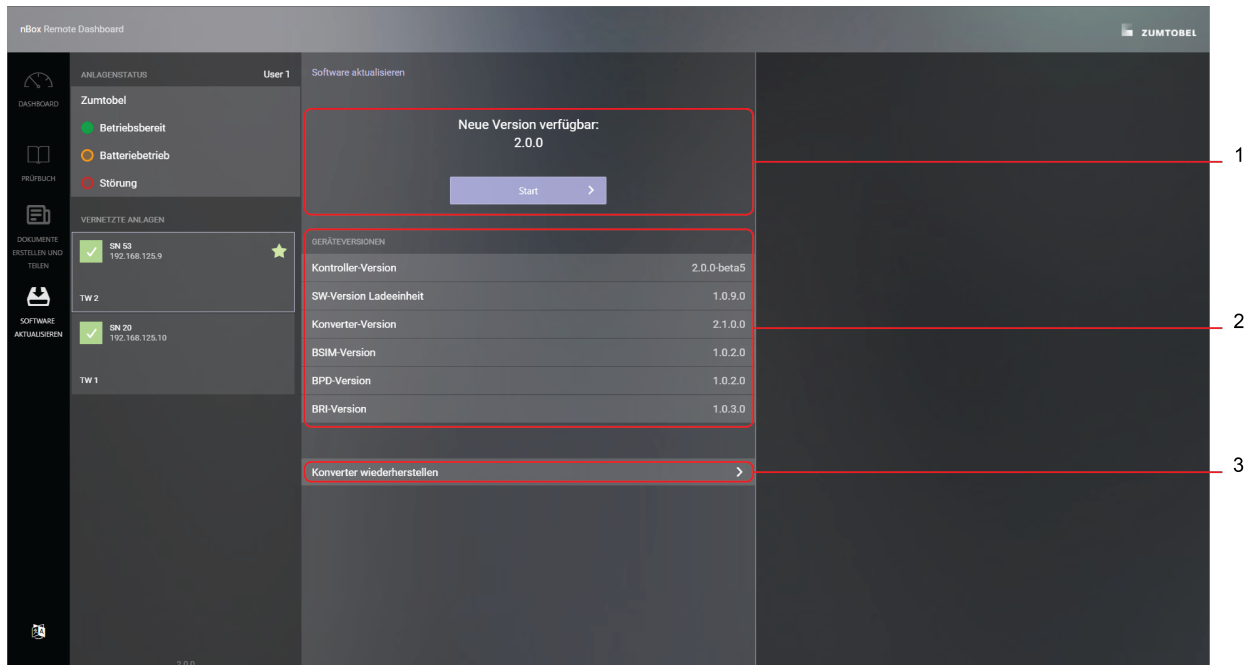 nBox Remote Dashboard
ZUMTOBEL
DASHBOARD
PRÜFBUCH
DOKUMENTE
ERSTELLEN UND
TEILEN
SOFTWARE
AKTUALISIEREN
ANLAGENSTATUS User 1
Zumtobel
Betriebsbereit
Batteriebetrieb
Störung
VERNETZTE ANLAGEN
SN 53
192.168.125.9
TW 2
SN 20
192.168.125.10
TW 1
2.0.0
Software aktualisieren
Neue Version verfügbar:
2.0.0
Start
GERÄTEVERSIONEN
Kontroller-Version 2.0.0-beta5
SW-Version Ladeeinheit 1.0.9.0
Konverter-Version 2.1.0.0
BSIM-Version 1.0.2.0
BPD-Version 1.0.2.0
BRI-Version 1.0.3.0
Konverter wiederherstellen
1
2
3